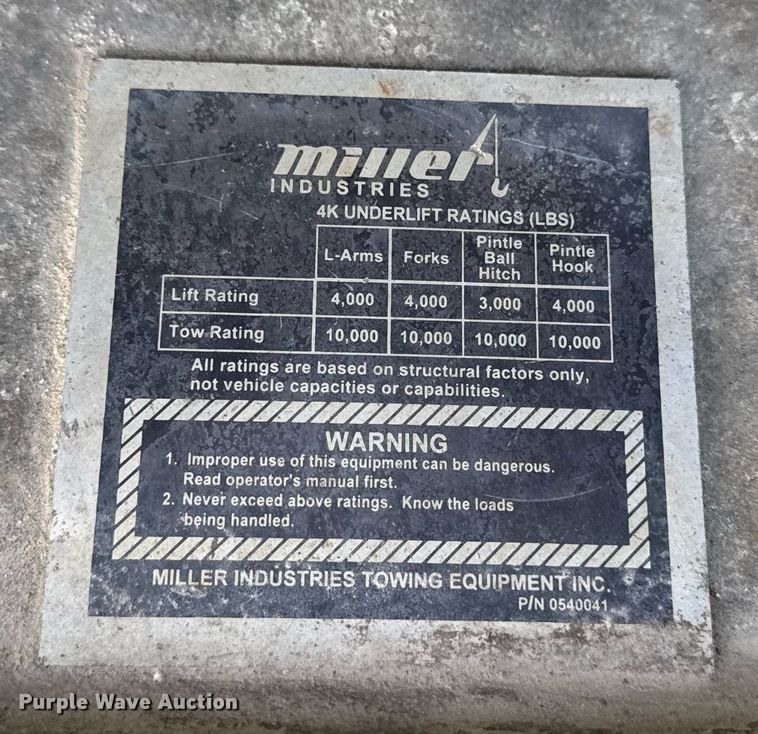 miller
INDUSTRIES
4K UNDERLIFT RATINGS (LBS)
L-Arms Forks Pintle Ball Hitch Pintle Hook
Lift Rating 4,000 4,000 3,000 4,000
Tow Rating 10,000 10,000 10,000 10,000
All ratings are based on structural factors only,
not vehicle capacities or capabilities.
WARNING
1. Improper use of this equipment can be dangerous.
Read operator's manual first.
2. Never exceed above ratings. Know the loads
being handled.
MILLER INDUSTRIES TOWING EQUIPMENT INC.
P/N 0540041
Purple Wave Auction